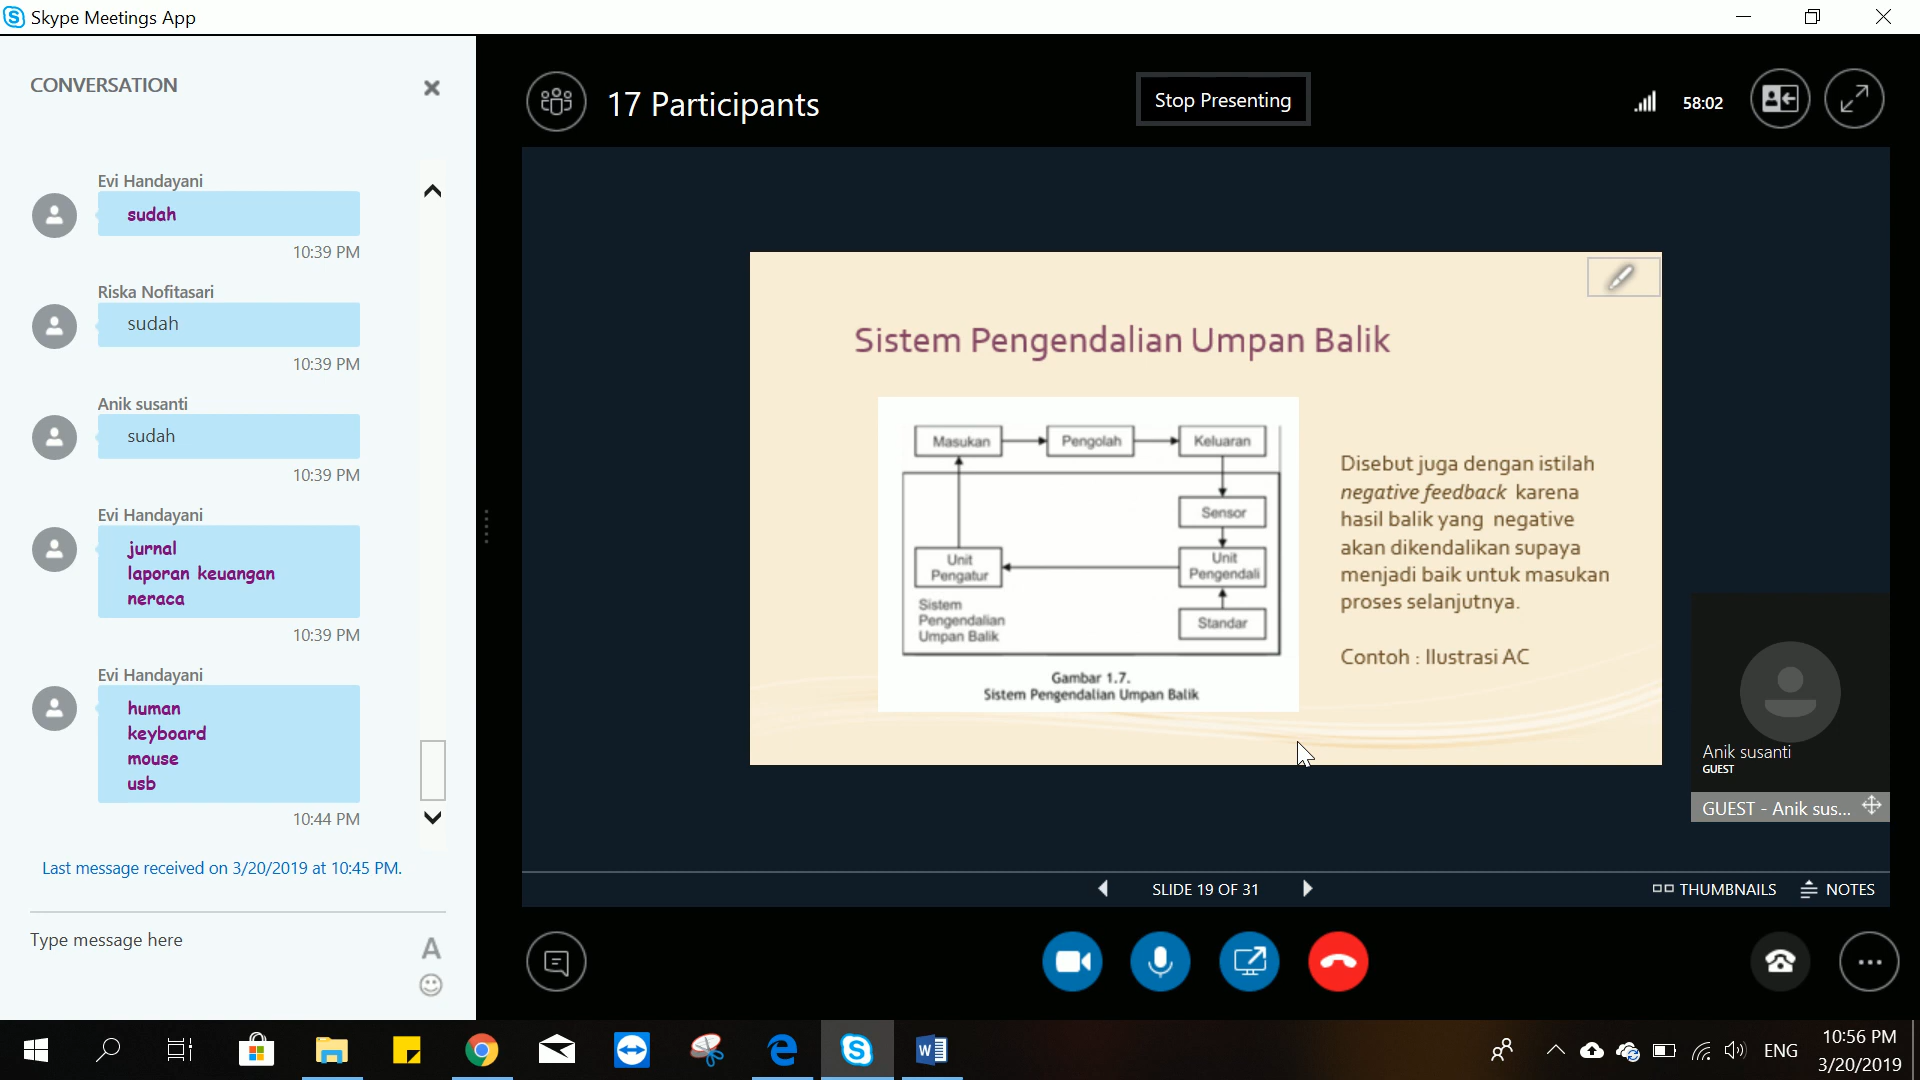 Skype Meetings App
CONVERSATION
Evi Handayani
sudah
10:39 PM
Riska Nofitasari
sudah
10:39 PM
Anik susanti
sudah
10:39 PM
Evi Handayani
jurnal
laporan keuangan
neraca
10:39 PM
Evi Handayani
human
keyboard
mouse
usb
10:44 PM
Last message received on 3/20/2019 at 10:45 PM.
Type message here
A
17 Participants
Stop Presenting
58:02
Sistem Pengendalian Umpan Balik
Masukan
Pengolah
Keluaran
Sensor
Unit
Pengatur
Unit
Pengendali
Sistem
Pengendalian
Umpan Balik
Standar
Gambar 1.7.
Sistem Pengendalian Umpan Balik
Disebut juga dengan istilah
negative feedback karena
hasil balik yang negative
akan dikendalikan supaya
menjadi baik untuk masukan
proses selanjutnya.
Contoh : Ilustrasi AC
Anik susanti
GUEST
GUEST - Anik sus...
SLIDE 19 OF 31
THUMBNAILS
NOTES
ENG
10:56 PM
3/20/2019